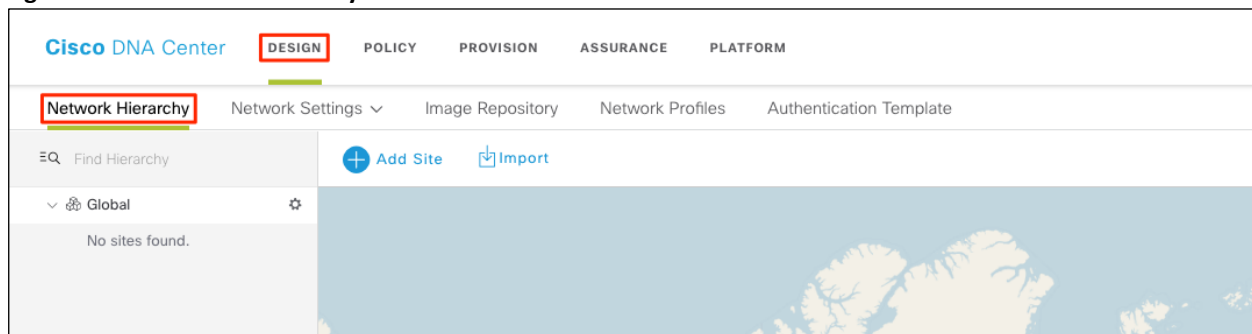 Cisco DNA Center DESIGN POLICY PROVISION ASSURANCE PLATFORM
Network Hierarchy Network Settings Image Repository Network Profiles Authentication Template
Find Hierarchy Add Site Import
Global
No sites found.